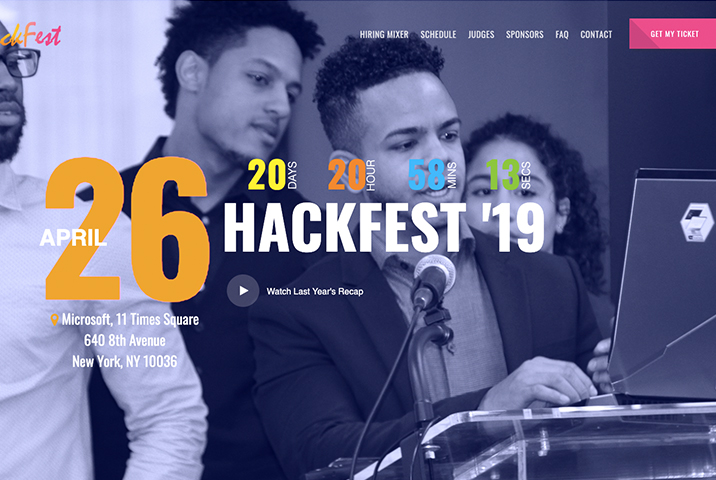 ckFest
HIRING MIXER SCHEDULE JUDGES SPONSORS FAQ CONTACT
GET MY TICKET
26
APRIL
20 DAYS 20 HOUR 58 MINS 13 SECS
HACKFEST '19
Watch Last Year's Recap
Microsoft, 11 Times Square
640 8th Avenue
New York, NY 10036